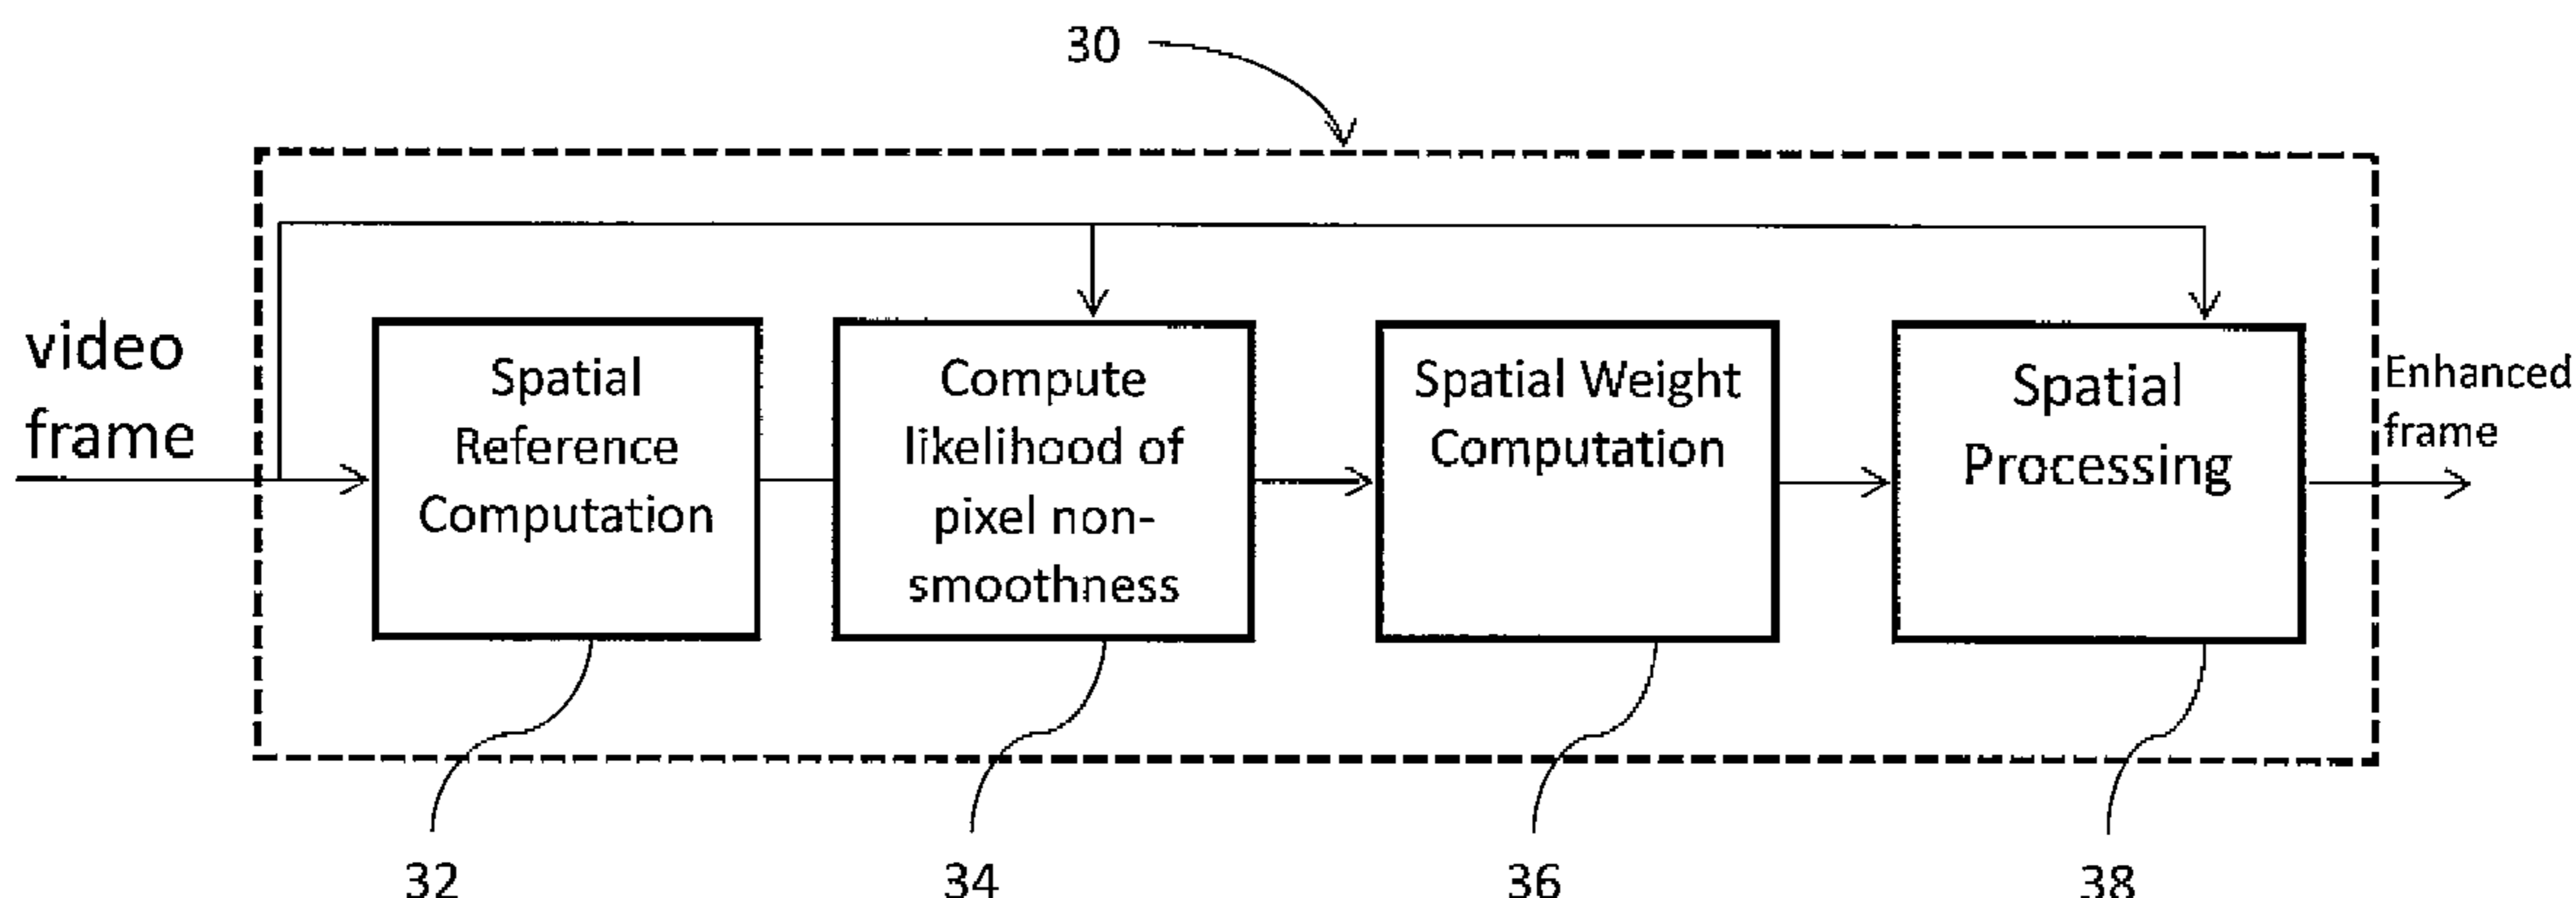 30
video
frame
Spatial
Reference
Computation
Compute
likelihood of
pixel non-
smoothness
Spatial Weight
Computation
Spatial
Processing
Enhanced
frame
32
34
36
38